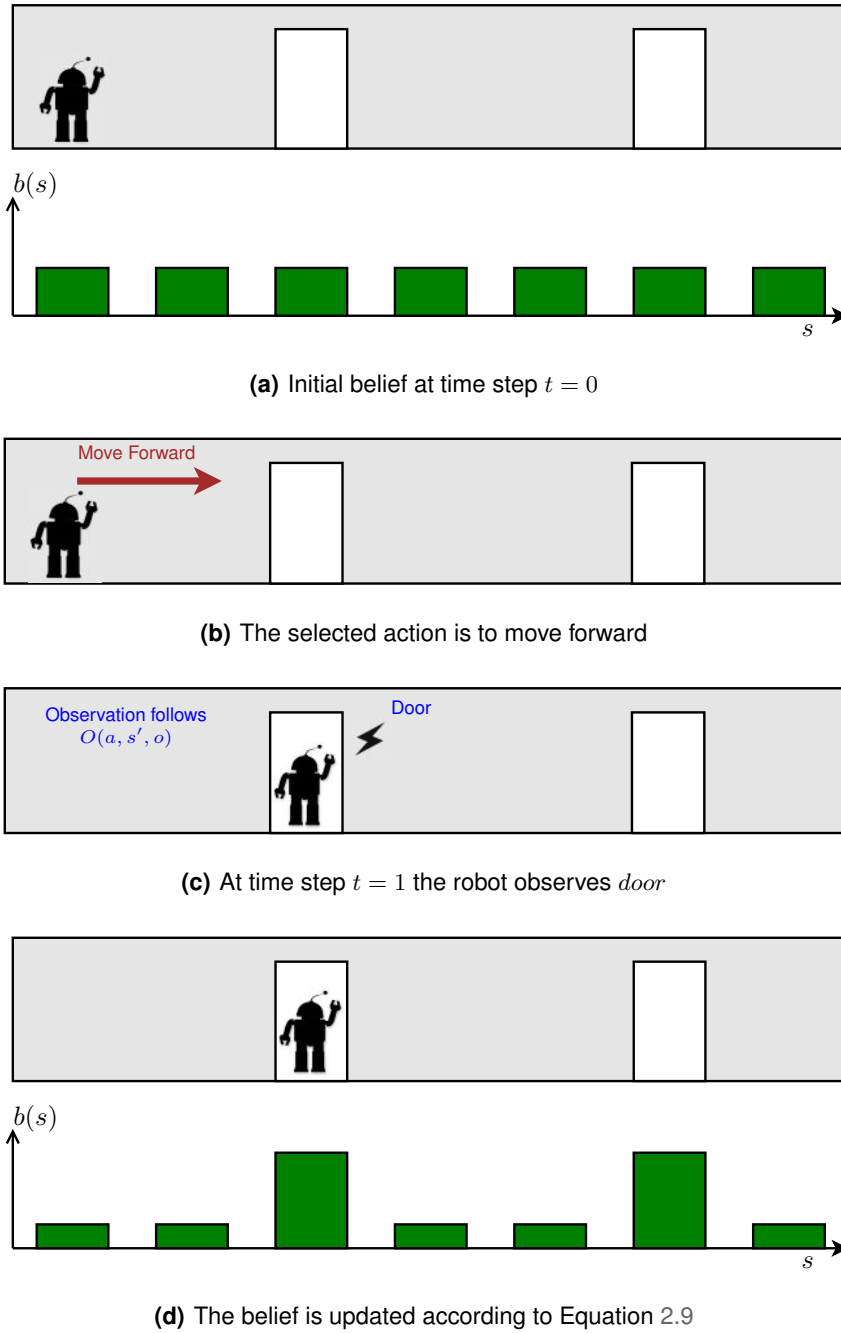 b(s)
s
(a) Initial belief at time step t = 0
Move Forward
(b) The selected action is to move forward
Observation follows
O(a, s′, o)
Door
(c) At time step t = 1 the robot observes door
b(s)
s
(d) The belief is updated according to Equation 2.9